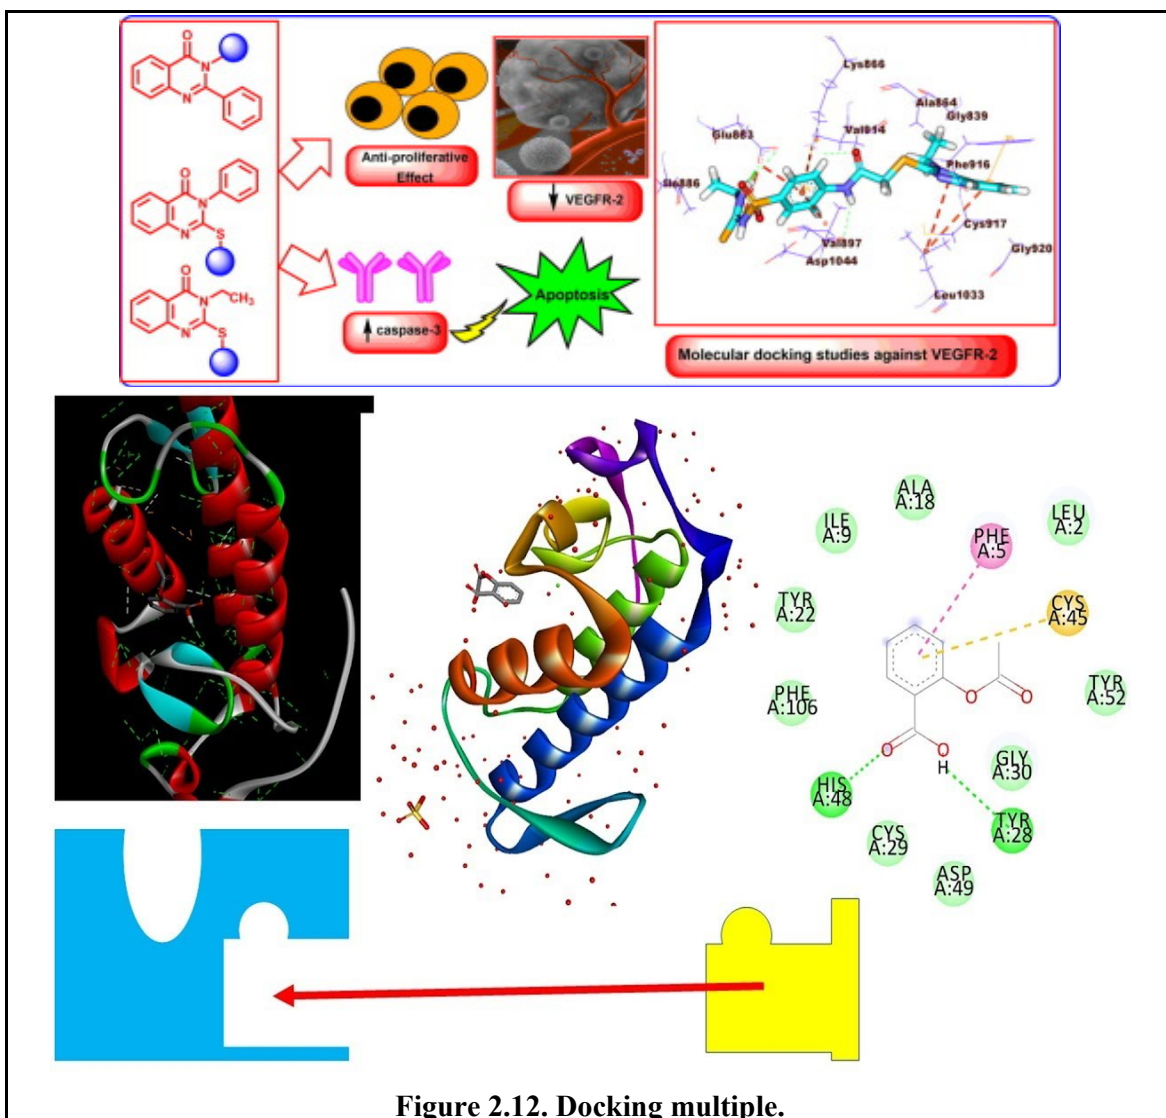 O
N
N
Anti-proliferative
Effect
VEGFR-2
O
N
N
S
O
N
CH3
N
S
caspase-3
Apoptosis
Lys866
Ala864
Gly839
Glu883
Val814
Phe916
Ile886
Cys917
Val897
Asp1044
Gly920
Leu1033
Molecular docking studies against VEGFR-2
ALA
A:18
LEU
A:2
ILE
A:9
PHE
A:5
TYR
A:22
CYS
A:45
PHE
A:106
TYR
A:52
O
O
O
O
H
GLY
A:30
HIS
A:48
TYR
A:28
CYS
A:29
ASP
A:49
Figure 2.12. Docking multiple.